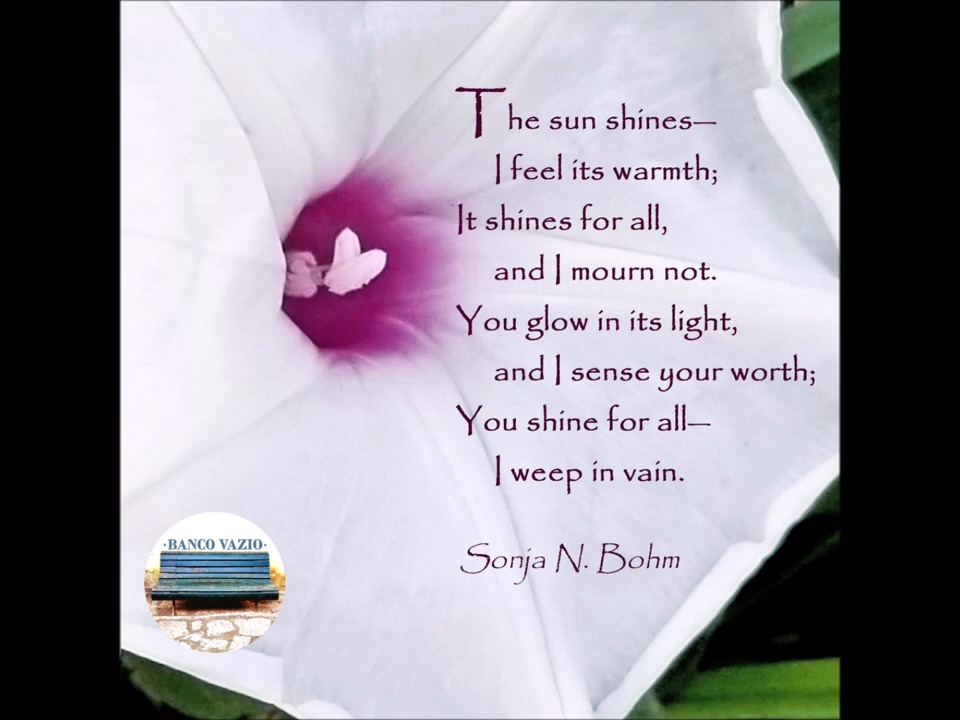 The sun shines—
I feel its warmth;
It shines for all,
and I mourn not.
You glow in its light,
and I sense your worth;
You shine for all—
I weep in vain.
Sonja N. Bohm
·BANCO VAZIO·